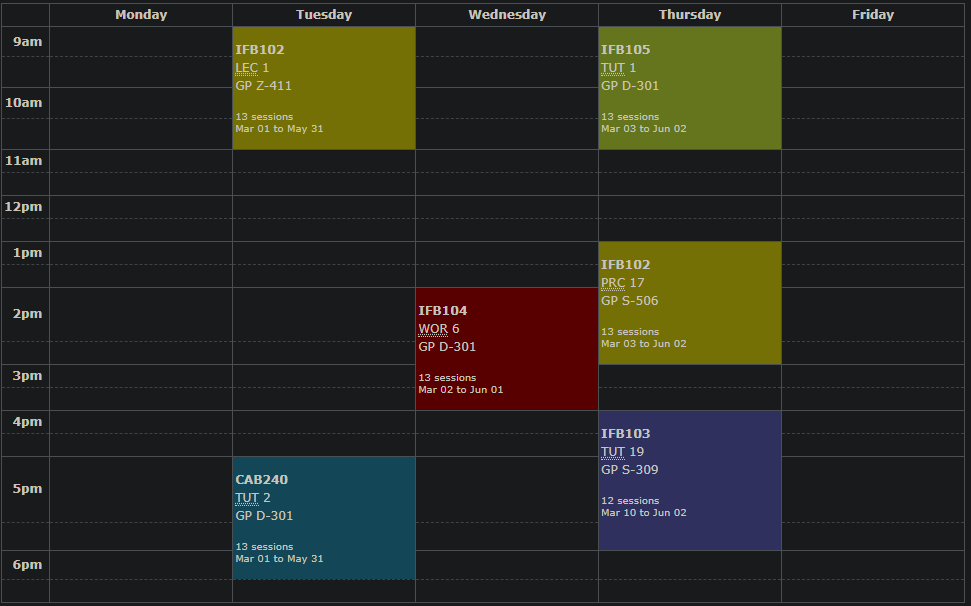 Monday Tuesday Wednesday Thursday Friday
9am
IFB102
LEC 1
GP Z-411
13 sessions
Mar 01 to May 31
IFB105
TUT 1
GP D-301
13 sessions
Mar 03 to Jun 02
10am
11am
12pm
1pm
IFB102
PRC 17
GP S-506
13 sessions
Mar 03 to Jun 02
2pm
IFB104
WOR 6
GP D-301
13 sessions
Mar 02 to Jun 01
3pm
4pm
IFB103
TUT 19
GP S-309
12 sessions
Mar 10 to Jun 02
5pm
CAB240
TUT 2
GP D-301
13 sessions
Mar 01 to May 31
6pm